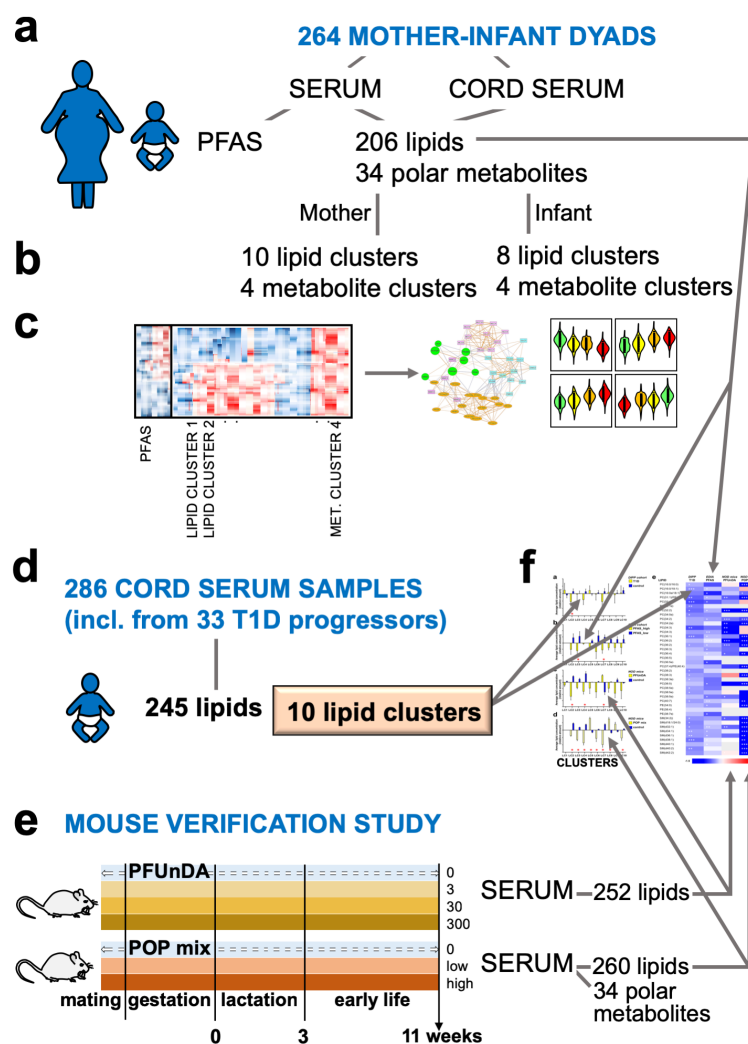 a
264 MOTHER-INFANT DYADS
SERUM
CORD SERUM
PFAS
206 lipids
34 polar metabolites
Mother
Infant
b
10 lipid clusters
4 metabolite clusters
8 lipid clusters
4 metabolite clusters
c
PFAS
LIPID CLUSTER 1
LIPID CLUSTER 2
MET. CLUSTER 4
d
286 CORD SERUM SAMPLES
(incl. from 33 T1D progressors)
245 lipids
10 lipid clusters
f
a
b
d
e
CLUSTERS
e
MOUSE VERIFICATION STUDY
PFUnDA
0
3
30
300
SERUM
252 lipids
POP mix
0
low
high
SERUM
260 lipids
34 polar
metabolites
mating
gestation
lactation
early life
0
3
11 weeks